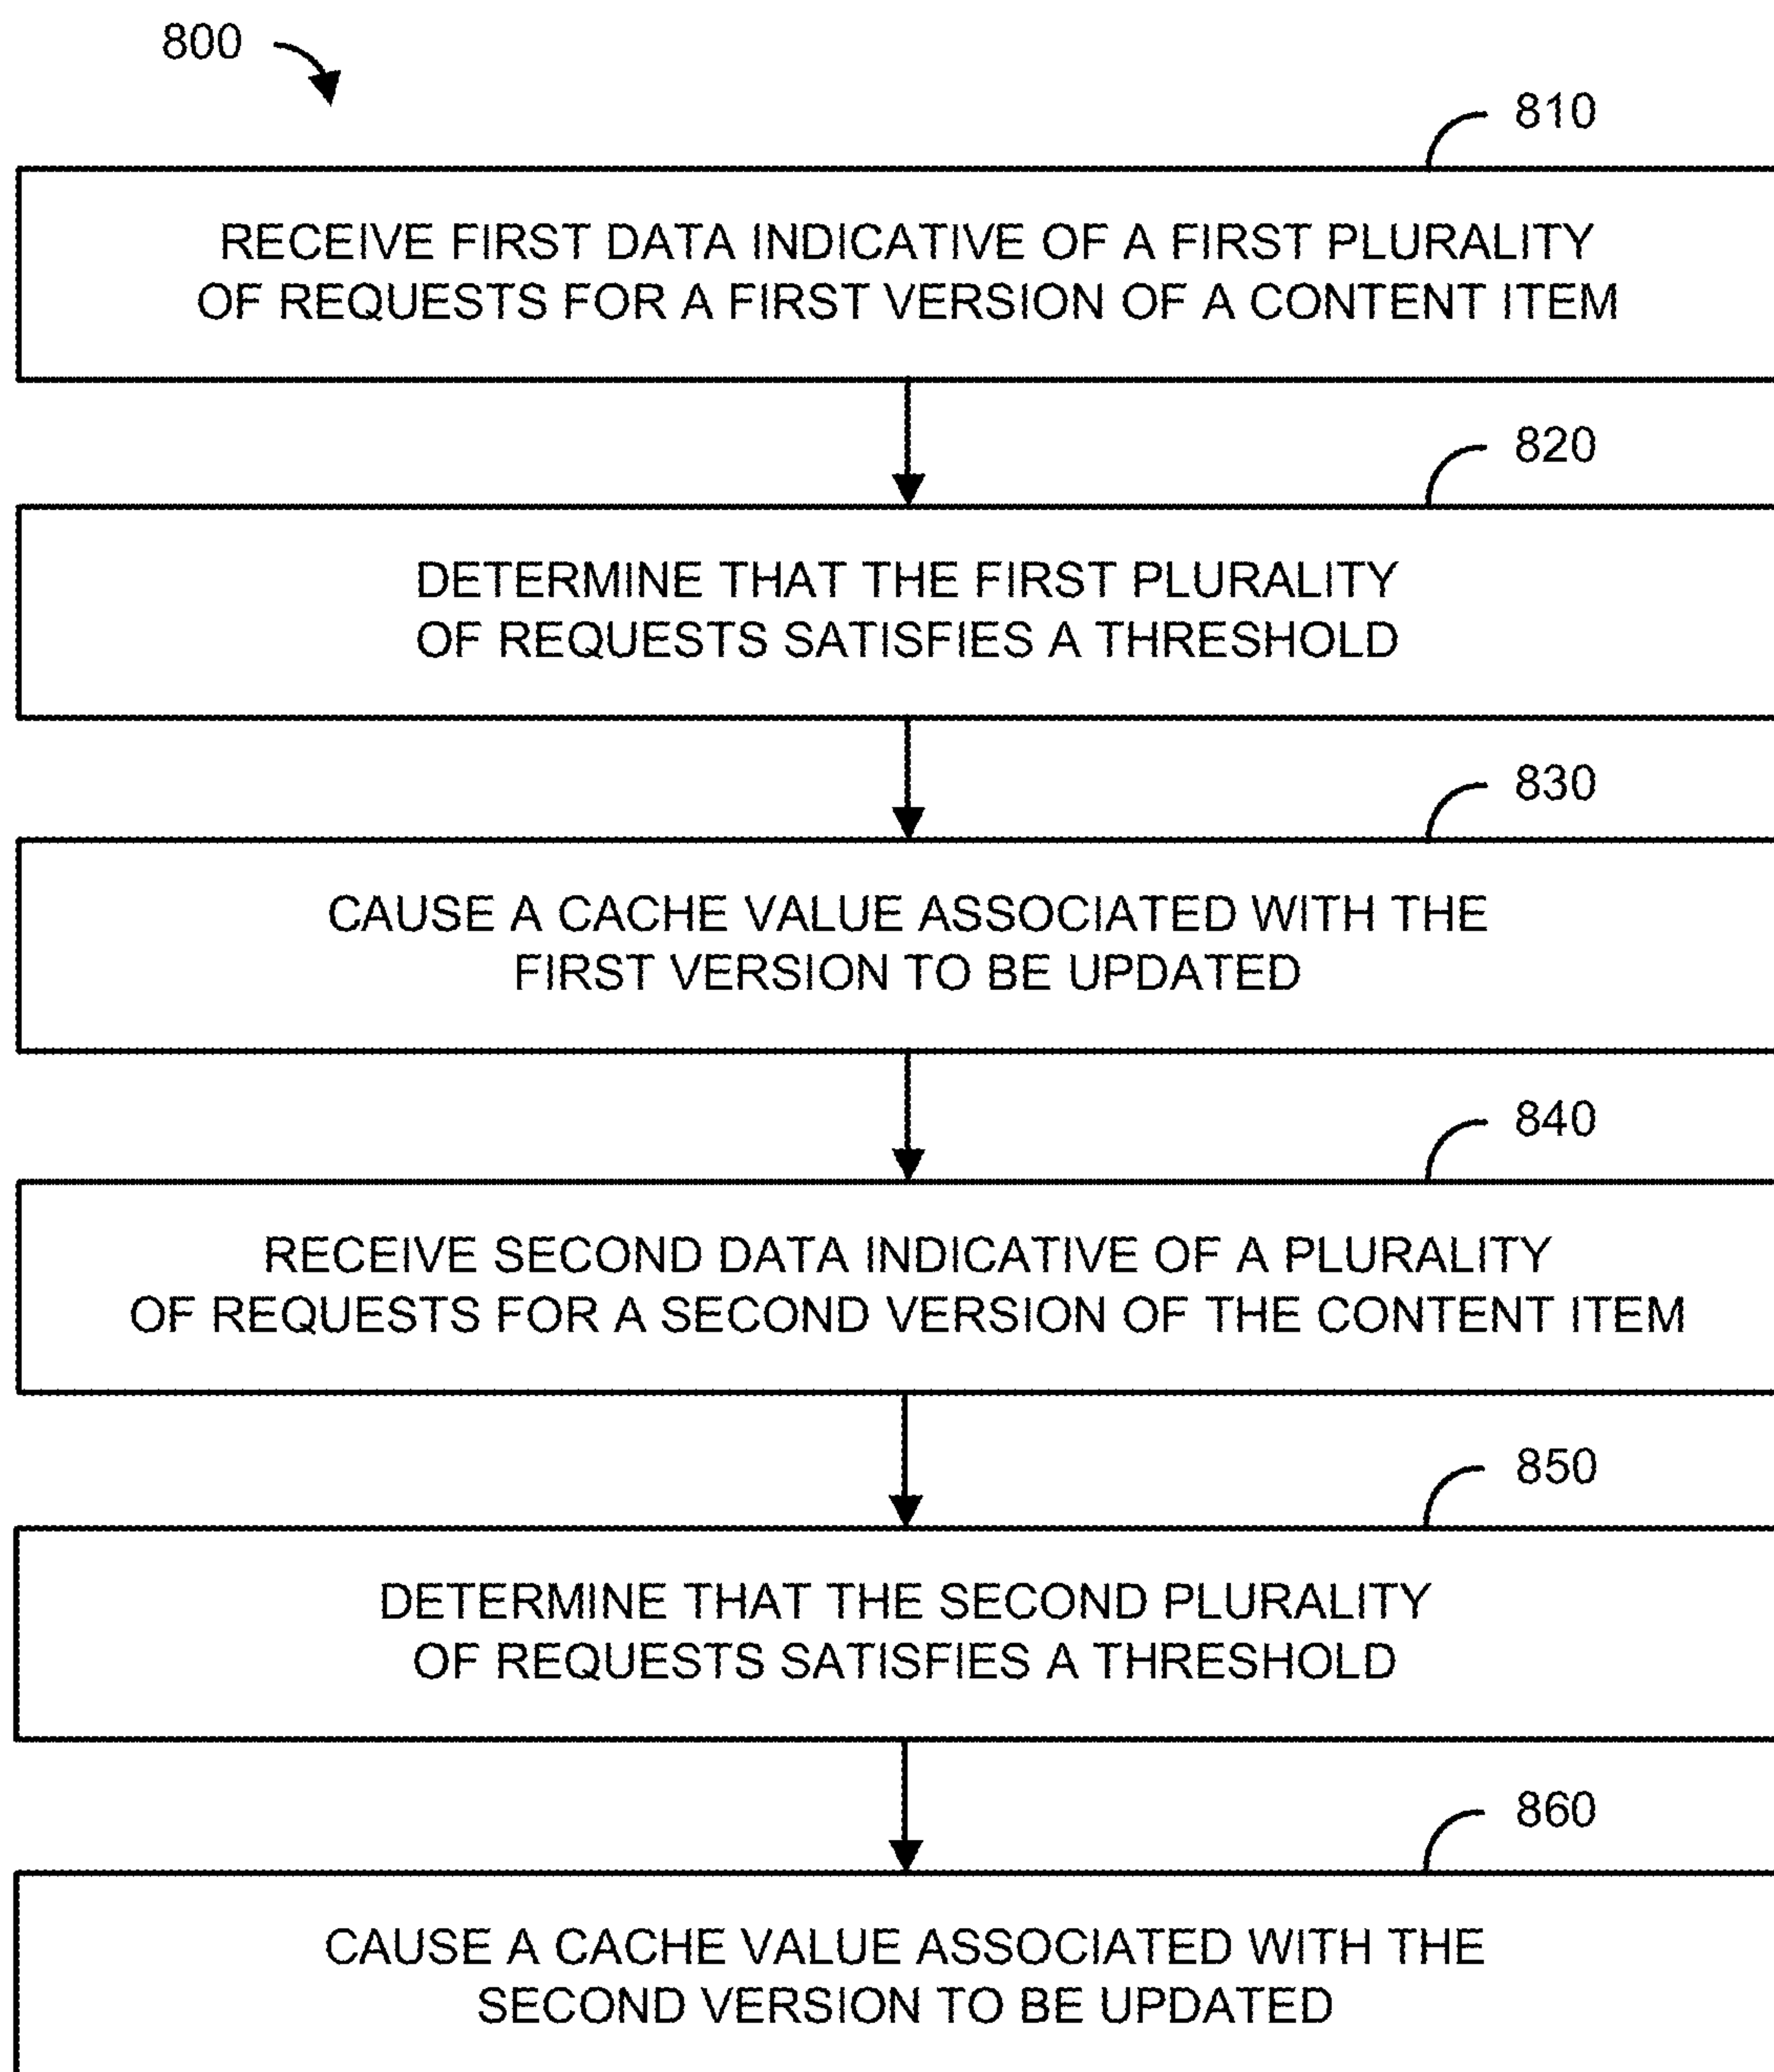 800
810
RECEIVE FIRST DATA INDICATIVE OF A FIRST PLURALITY
OF REQUESTS FOR A FIRST VERSION OF A CONTENT ITEM
820
DETERMINE THAT THE FIRST PLURALITY
OF REQUESTS SATISFIES A THRESHOLD
830
CAUSE A CACHE VALUE ASSOCIATED WITH THE
FIRST VERSION TO BE UPDATED
840
RECEIVE SECOND DATA INDICATIVE OF A PLURALITY
OF REQUESTS FOR A SECOND VERSION OF THE CONTENT ITEM
850
DETERMINE THAT THE SECOND PLURALITY
OF REQUESTS SATISFIES A THRESHOLD
860
CAUSE A CACHE VALUE ASSOCIATED WITH THE
SECOND VERSION TO BE UPDATED